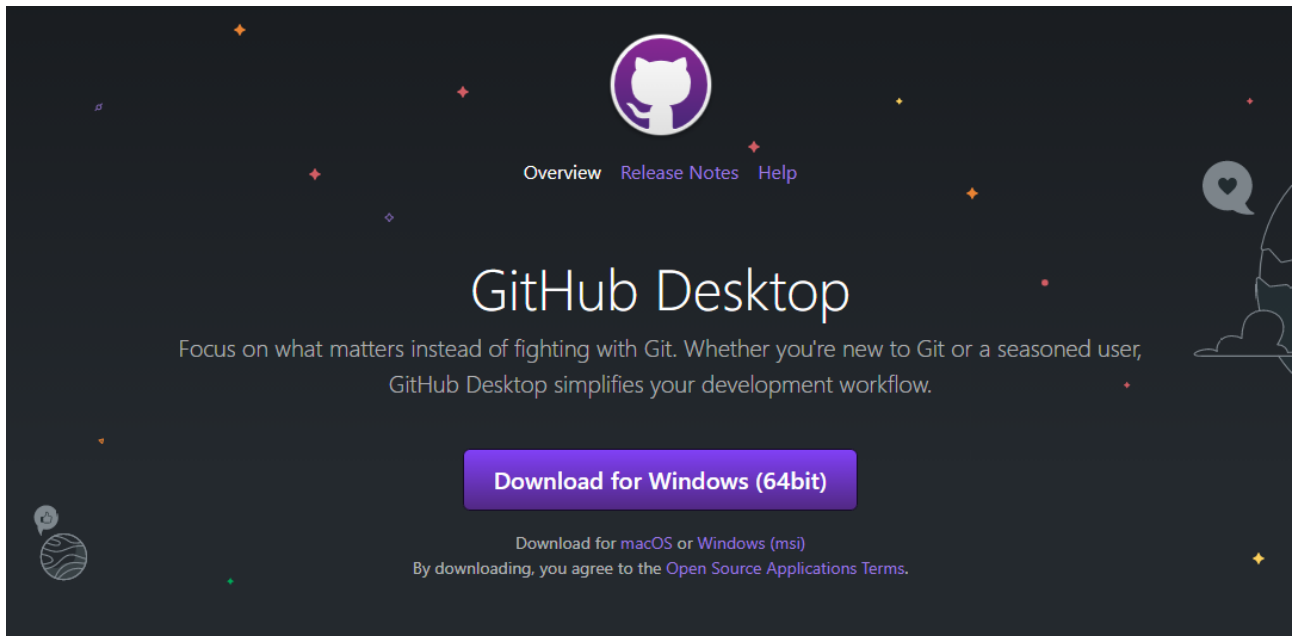 Overview Release Notes Help
GitHub Desktop
Focus on what matters instead of fighting with Git. Whether you're new to Git or a seasoned user,
GitHub Desktop simplifies your development workflow.
Download for Windows (64bit)
Download for macOS or Windows (msi)
By downloading, you agree to the Open Source Applications Terms.